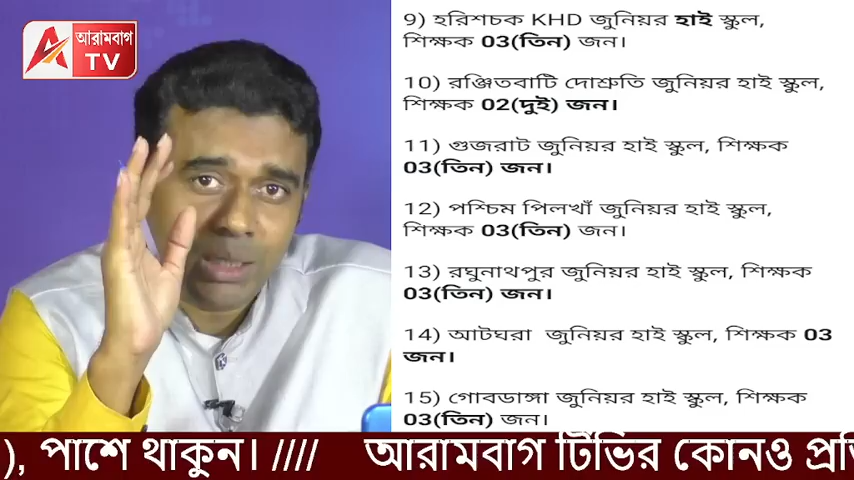 আরামবাগ
TV
9) হরিশচক KHD জুনিয়র হাই স্কুল,
শিক্ষক 03(তিন) জন।
10) রঞ্জিতবাটি দোশ্রুতি জুনিয়র হাই স্কুল,
শিক্ষক 02(দুই) জন।
11) গুজরাট জুনিয়র হাই স্কুল, শিক্ষক
03(তিন) জন।
12) পশ্চিম পিলখাঁ জুনিয়র হাই স্কুল,
শিক্ষক 03(তিন) জন।
13) রঘুনাথপুর জুনিয়র হাই স্কুল, শিক্ষক
03(তিন) জন।
14) আটঘরা জুনিয়র হাই স্কুল, শিক্ষক 03
জন।
15) গোবডাঙ্গা জুনিয়র হাই স্কুল, শিক্ষক
03(তিন) জন।
), পাশে থাকুন। //// আরামবাগ টিভির কোনও প্রতি